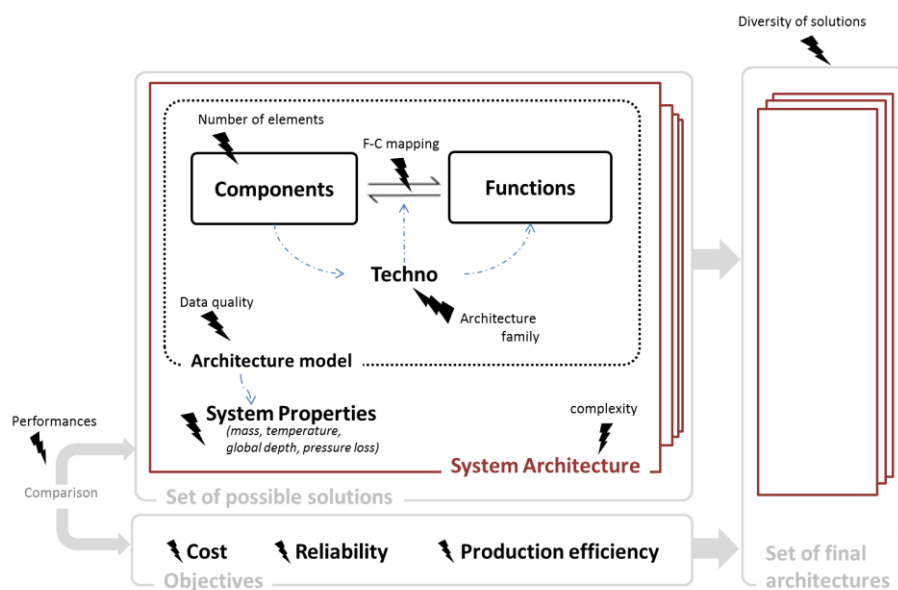 Diversity of solutions
Number of elements
F-C mapping
Components
Functions
Techno
Data quality
Architecture
family
Architecture model
System Properties
(mass, temperature,
global depth, pressure loss)
complexity
Performances
System Architecture
Comparison
Set of possible solutions
Cost
Reliability
Production efficiency
Objectives
Set of final
architectures